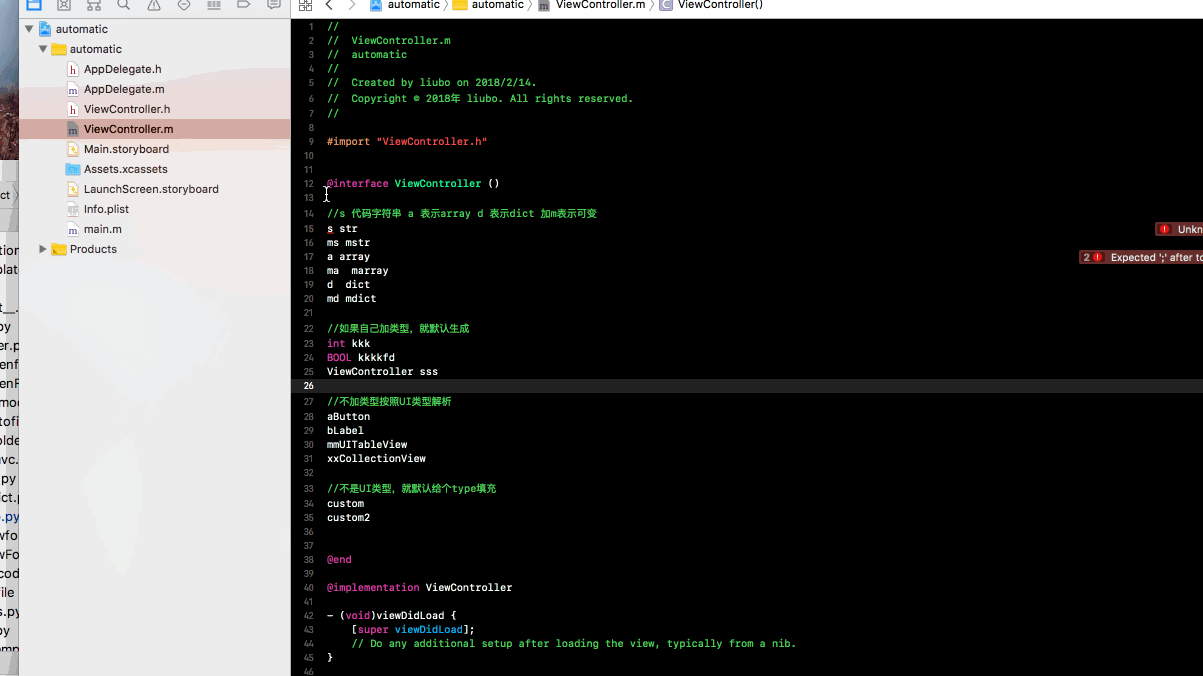 automatic 〉 automatic 〉 ViewController.m 〉 ViewController()
automatic
automatic
AppDelegate.h
AppDelegate.m
ViewController.h
ViewController.m
Main.storyboard
Assets.xcassets
LaunchScreen.storyboard
Info.plist
main.m
Products
1 //
2 //  ViewController.m
3 //  automatic
4 //
5 //  Created by liubo on 2018/2/14.
6 //  Copyright © 2018年 liubo. All rights reserved.
7 //
8
9 #import "ViewController.h"
10
11
12 @interface ViewController ()
13
14 //s 代码字符串 a 表示array d 表示dict 加m表示可变
15 s str
16 ms mstr
17 a array
18 ma  marray
19 d  dict
20 md mdict
21
22 //如果自己加类型，就默认生成
23 int kkk
24 BOOL kkkkfd
25 ViewController sss
26
27 //不加类型按照UI类型解析
28 aButton
29 bLabel
30 mmUITableView
31 xxCollectionView
32
33 //不是UI类型，就默认给个type填充
34 custom
35 custom2
36
37
38 @end
39
40 @implementation ViewController
41
42 - (void)viewDidLoad {
43     [super viewDidLoad];
44     // Do any additional setup after loading the view, typically from a nib.
45 }
46
Unkn
2 Expected ';' after to